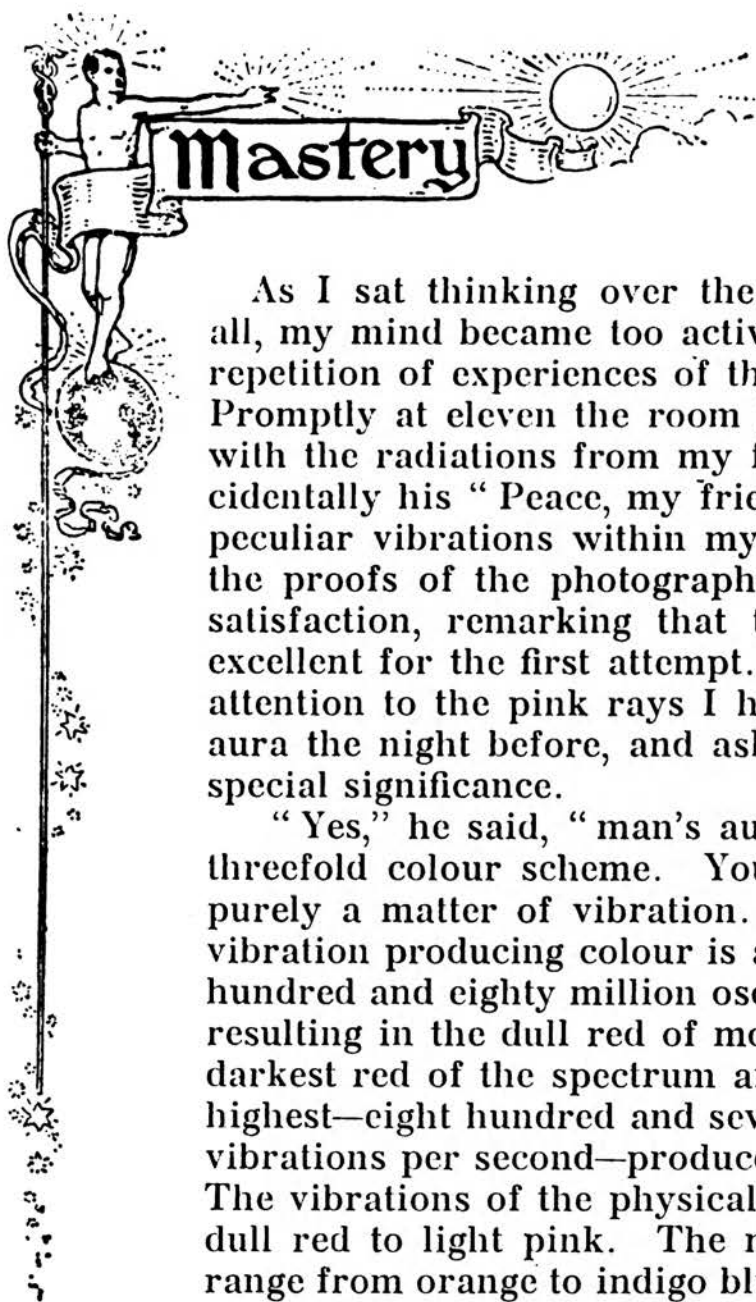 Mastery
As I sat thinking over the
all, my mind became too activ
repetition of experiences of th
Promptly at eleven the room
with the radiations from my f
cidentally his “ Peace, my frie
peculiar vibrations within my
the proofs of the photograph
satisfaction, remarking that t
excellent for the first attempt.
attention to the pink rays I h
aura the night before, and asl
special significance.
“ Yes,” he said, “ man's au
threefold colour scheme. You
purely a matter of vibration.
vibration producing colour is a
hundred and eighty million osc
resulting in the dull red of mo
darkest red of the spectrum a
highest—eight hundred and sev
vibrations per second—produce
The vibrations of the physical
dull red to light pink. The r
range from orange to indigo bl